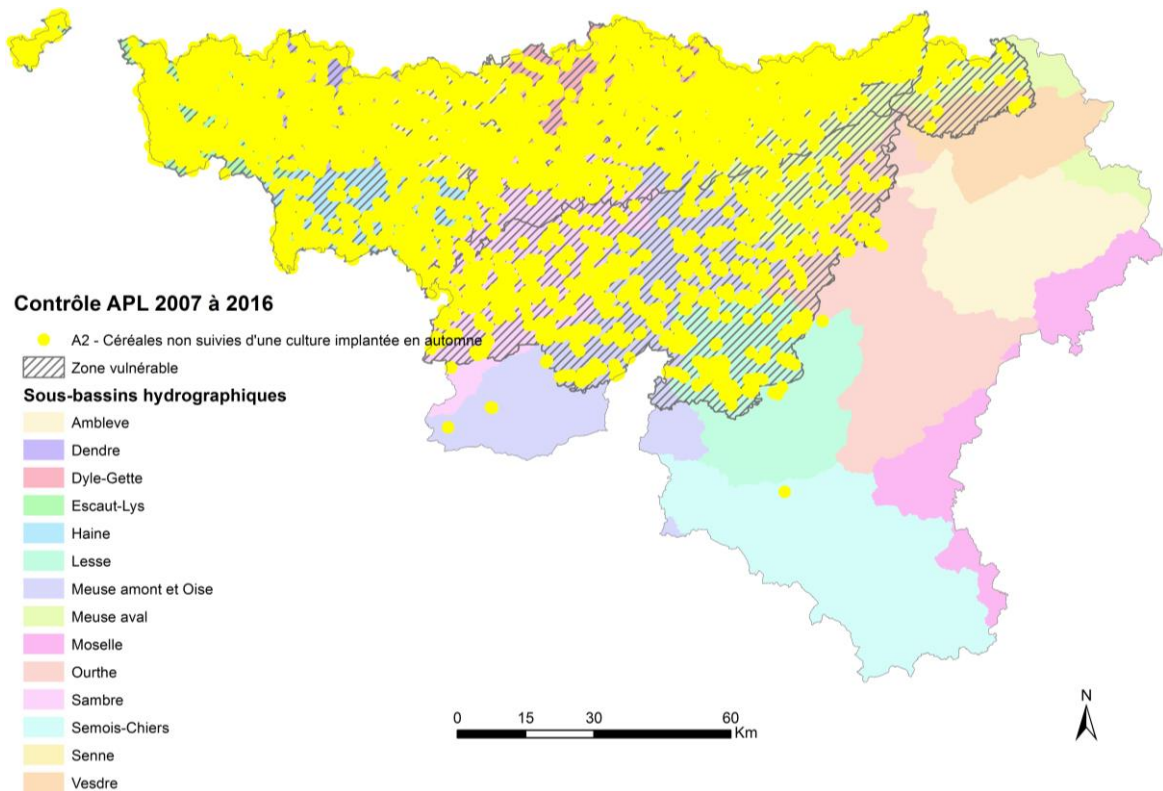 Contrôle APL 2007 à 2016
A2 - Céréales non suivies d'une culture implantée en automne
Zone vulnérable
Sous-bassins hydrographiques
Ambleve
Dendre
Dyle-Gette
Escaut-Lys
Haine
Lesse
Meuse amont et Oise
Meuse aval
Moselle
Ourthe
Sambre
Semois-Chiers
Senne
Vesdre
0 15 30 60
Km
N